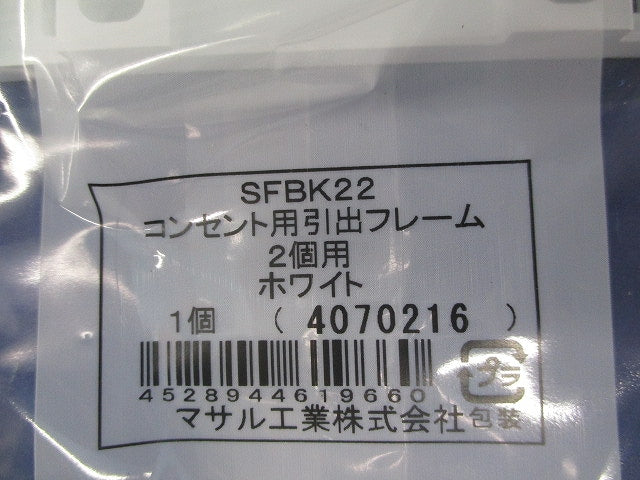 SFBK22
コンセント用引出フレーム
2個用
ホワイト
1個 ( 4070216 )
4528944619660
プラ
マサル工業株式会社 包装